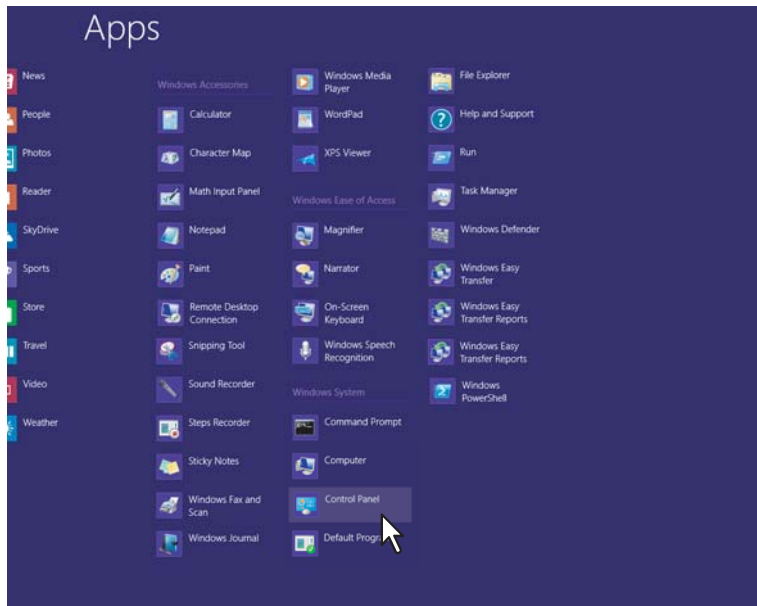 Apps
News
People
Photos
Reader
SkyDrive
Sports
Store
Travel
Video
Weather
Windows Accessories
Calculator
Character Map
Math Input Panel
Notepad
Paint
Remote Desktop
Connection
Snipping Tool
Sound Recorder
Steps Recorder
Sticky Notes
Windows Fax and
Scan
Windows Journal
Windows Media
Player
WordPad
XPS Viewer
Windows Ease of Access
Magnifier
Narrator
On-Screen
Keyboard
Windows Speech
Recognition
Windows System
Command Prompt
Computer
Control Panel
Default
File Explorer
Help and Support
Run
Task Manager
Windows Defender
Windows Easy
Transfer
Windows Easy
Transfer Reports
Windows Easy
Transfer Reports
Windows
PowerShell